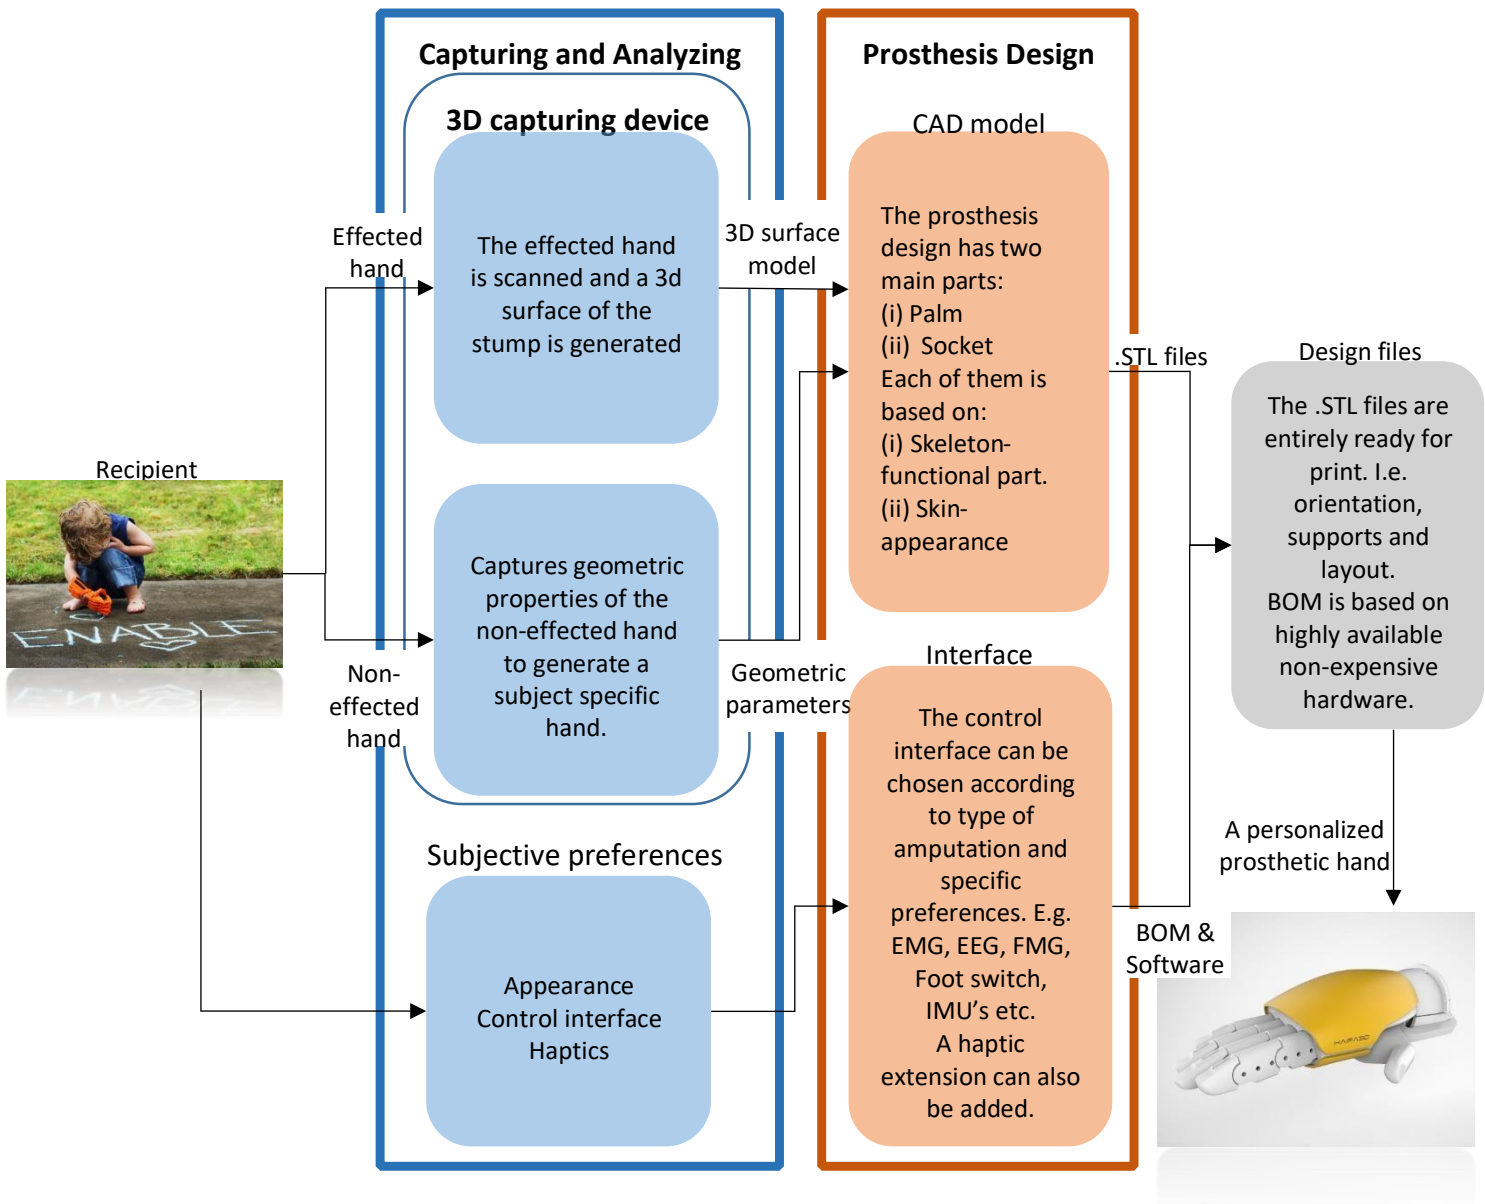 Capturing and Analyzing
3D capturing device
Effected
hand
The effected hand
is scanned and a 3d
surface of the
stump is generated
3D surface
model
Recipient
ENABLE
Captures geometric
properties of the
non-effected hand
to generate a
subject specific
hand.
Non-
effected
hand
Geometric
parameters
Subjective preferences
Appearance
Control interface
Haptics
Prosthesis Design
CAD model
The prosthesis
design has two
main parts:
(i) Palm
(ii) Socket
Each of them is
based on:
(i) Skeleton-
functional part.
(ii) Skin-
appearance
.STL files
Interface
The control
interface can be
chosen according
to type of
amputation and
specific
preferences. E.g.
EMG, EEG, FMG,
Foot switch,
IMU's etc.
A haptic
extension can also
be added.
BOM &
Software
Design files
The .STL files are
entirely ready for
print. I.e.
orientation,
supports and
layout.
BOM is based on
highly available
non-expensive
hardware.
A personalized
prosthetic hand
HAIFA3D